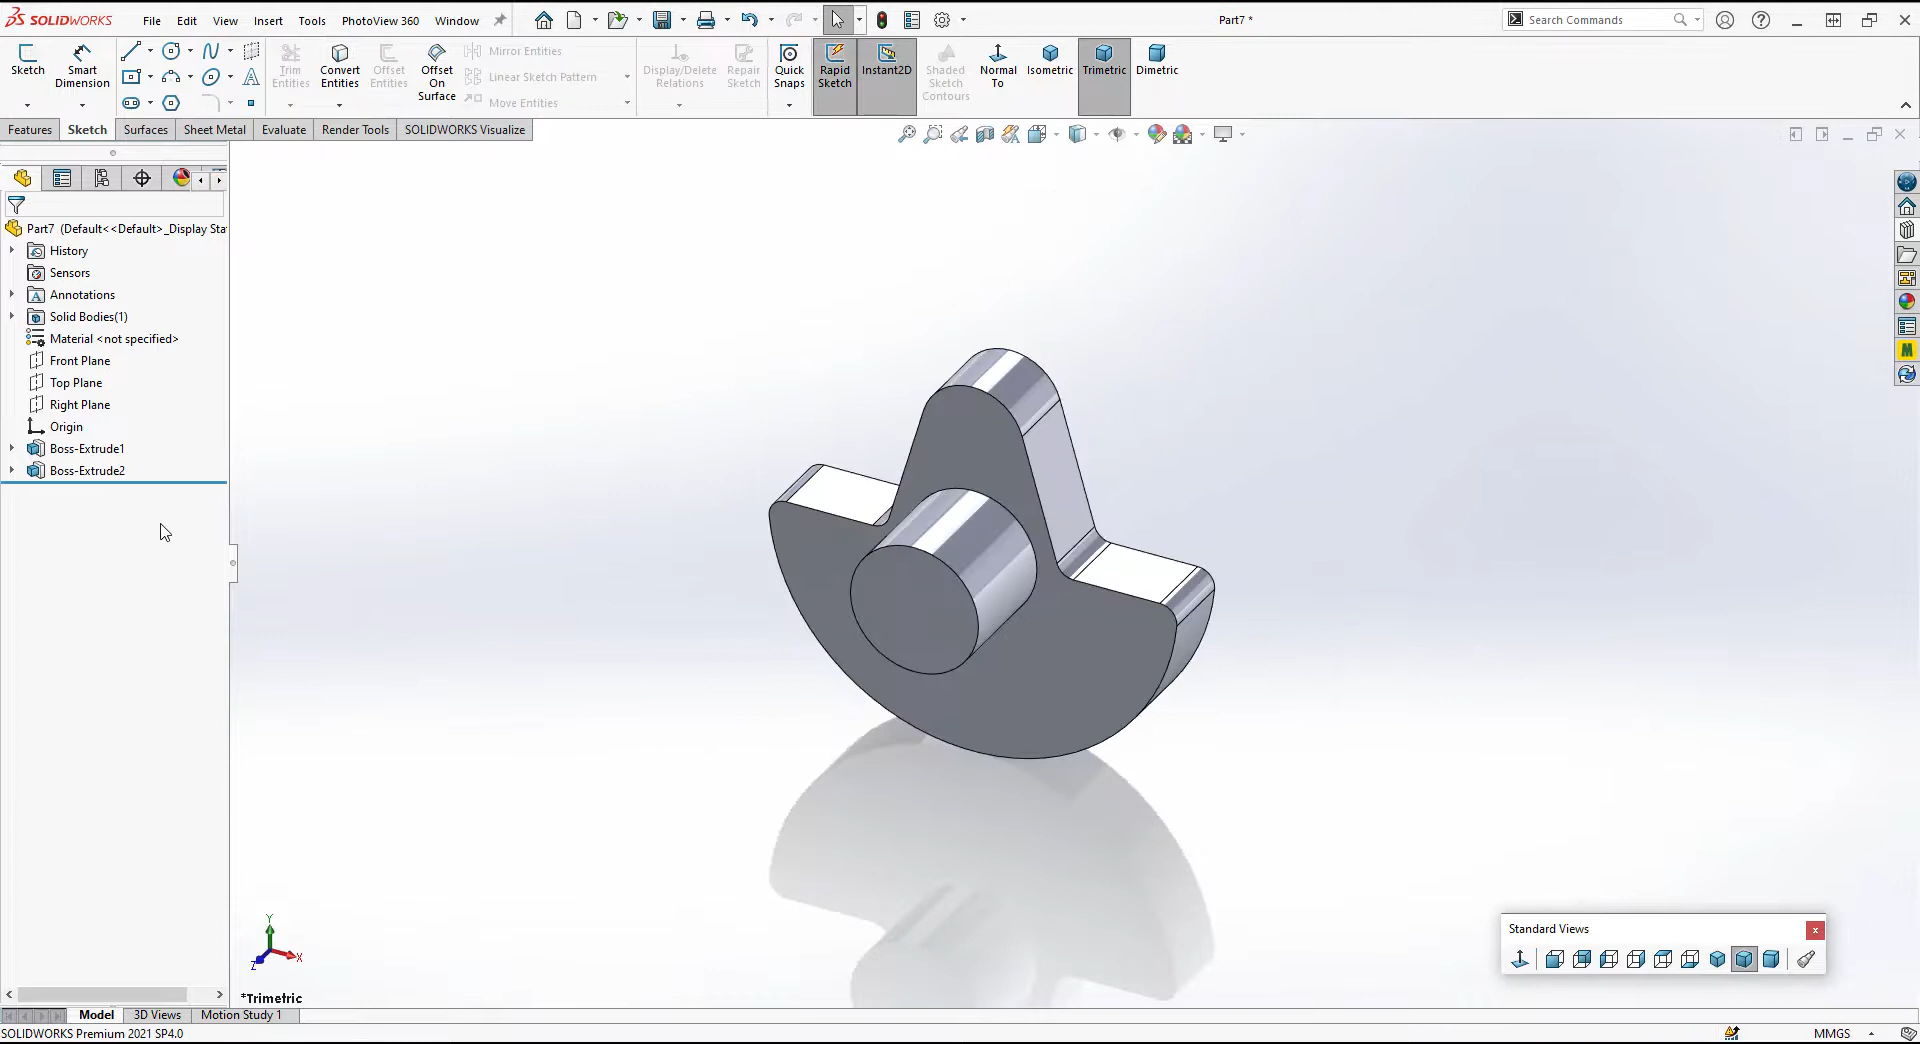 SOLIDWORKS File Edit View Insert Tools PhotoView 360 Window Part7 * Search Commands
Sketch Smart Dimension Trim Entities Convert Entities Offset Entities Offset On Surface Mirror Entities Linear Sketch Pattern Move Entities Display/Delete Relations Repair Sketch Quick Snaps Rapid Sketch Instant2D Shaded Sketch Contours Normal To Isometric Trimetric Dimetric
Features Sketch Surfaces Sheet Metal Evaluate Render Tools SOLIDWORKS Visualize
Part7 (Default<<Default>_Display Sta
History
Sensors
Annotations
Solid Bodies(1)
Material <not specified>
Front Plane
Top Plane
Right Plane
Origin
Boss-Extrude1
Boss-Extrude2
M
Y
X
Z
Standard Views
*Trimetric
Model 3D Views Motion Study 1
SOLIDWORKS Premium 2021 SP4.0 MMGS